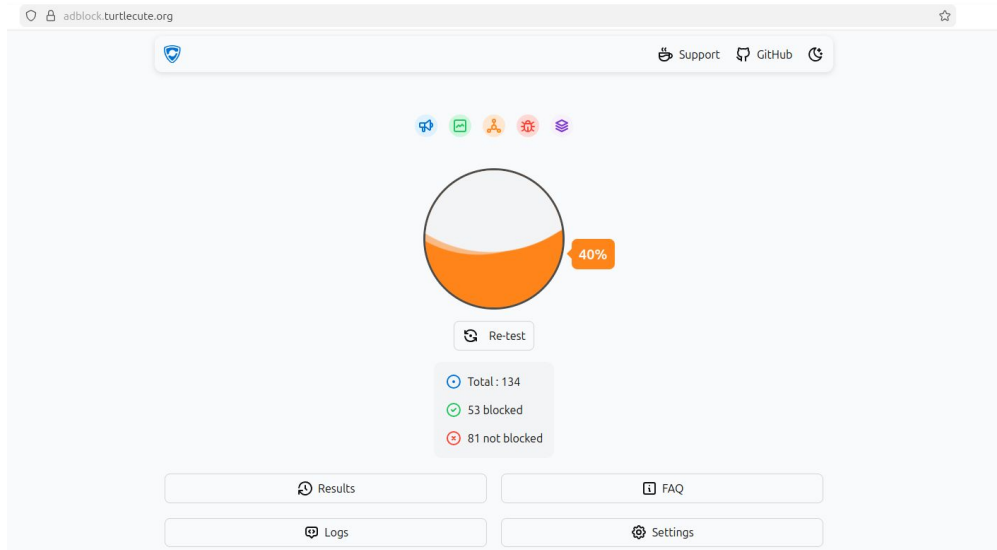 adblock.turtlecute.org
Support GitHub
40%
Re-test
Total : 134
53 blocked
81 not blocked
Results FAQ
Logs Settings